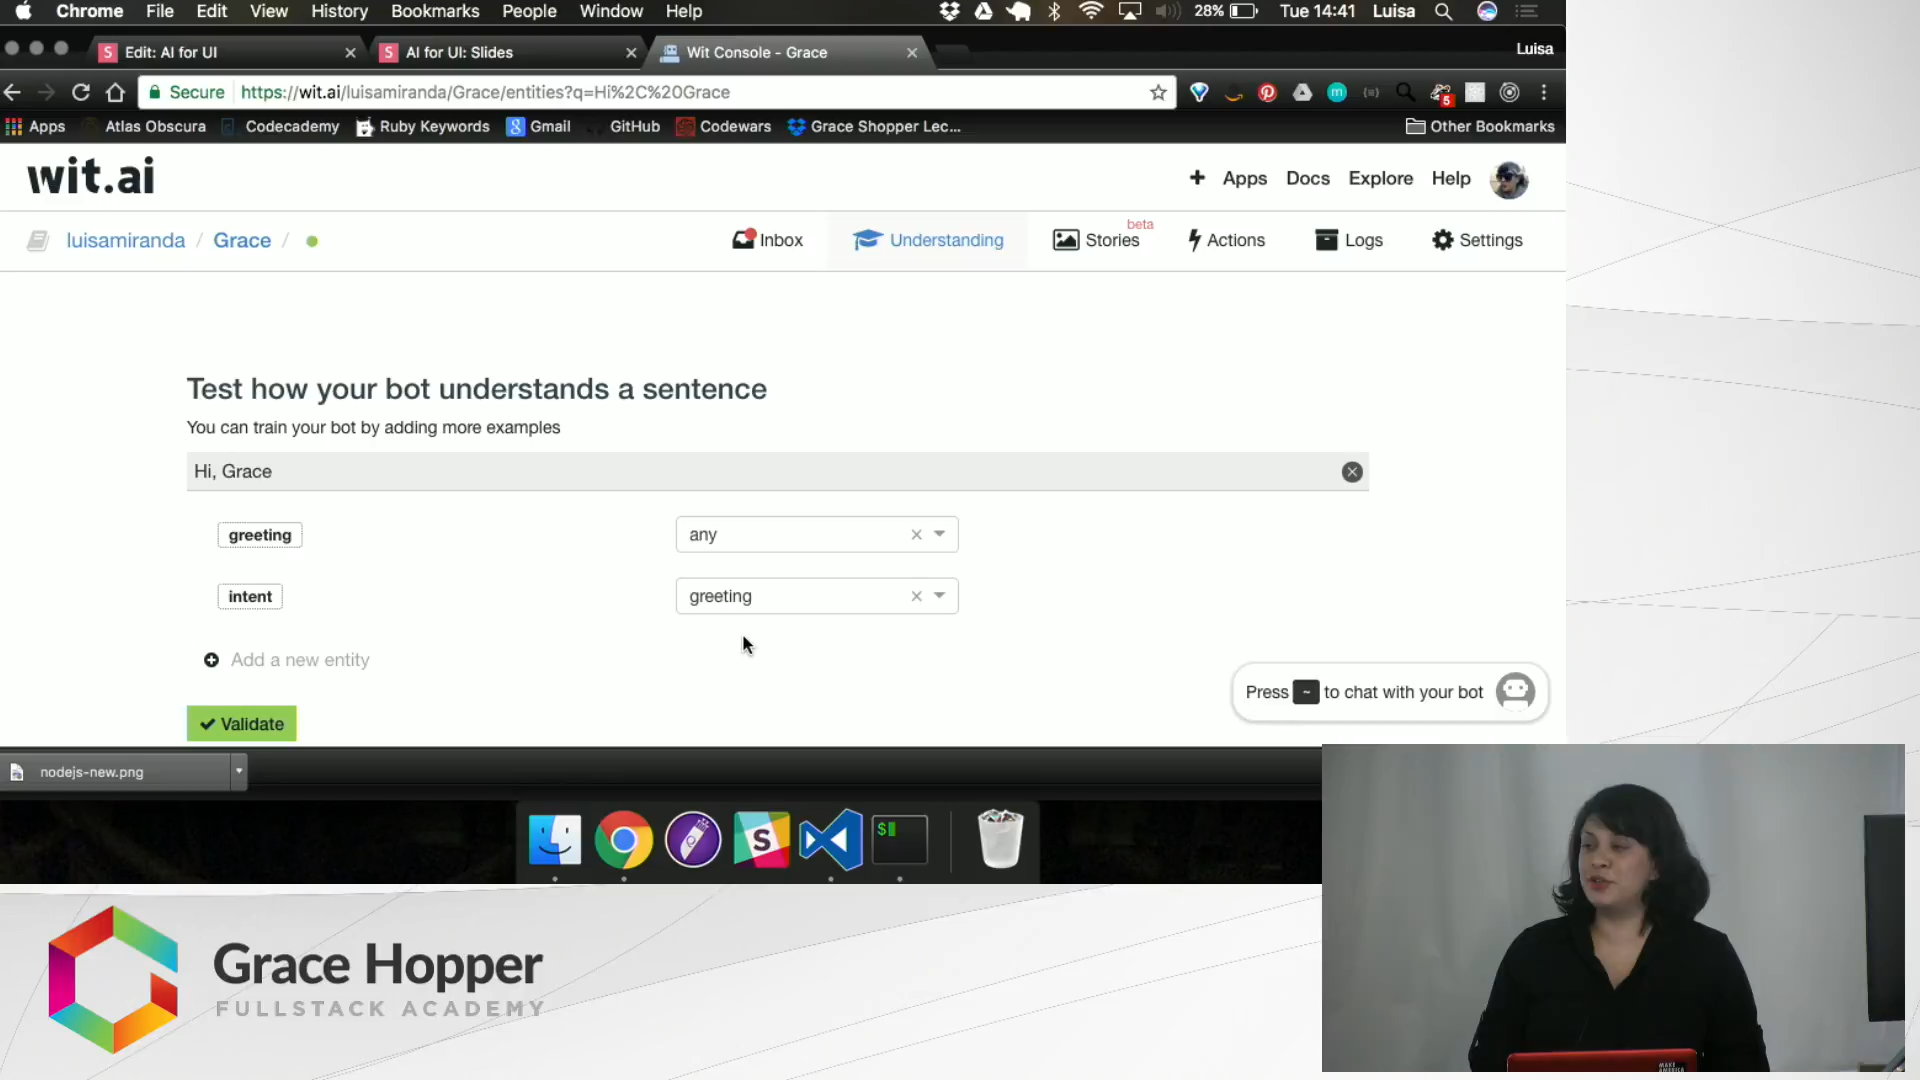 Chrome File Edit View History Bookmarks People Window Help 28% Tue 14:41 Luisa
S Edit: AI for UI S AI for UI: Slides Wit Console - Grace Luisa
Secure https://wit.ai/luisamiranda/Grace/entities?q=Hi%2C%20Grace m 5
Apps Atlas Obscura Codecademy Ruby Keywords 8 Gmail GitHub Codewars Grace Shopper Lec... Other Bookmarks
wit.ai + Apps Docs Explore Help
luisamiranda / Grace / Inbox Understanding Stories beta Actions Logs Settings
Test how your bot understands a sentence
You can train your bot by adding more examples
Hi, Grace
greeting any
intent greeting
Add a new entity
Press ~ to chat with your bot
Validate
nodejs-new.png
S $
Grace Hopper
FULLSTACK ACADEMY
MAKE
AMERICA